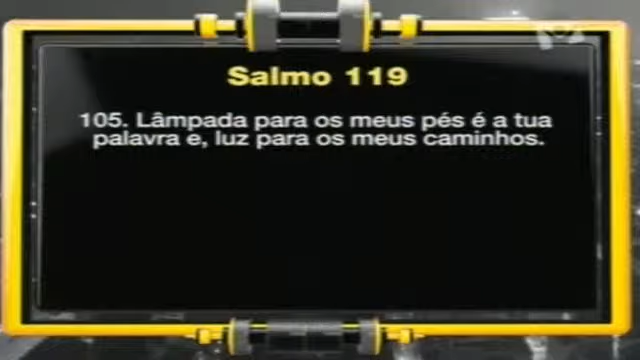 Salmo 119
105. Lâmpada para os meus pés é a tua
palavra e, luz para os meus caminhos.